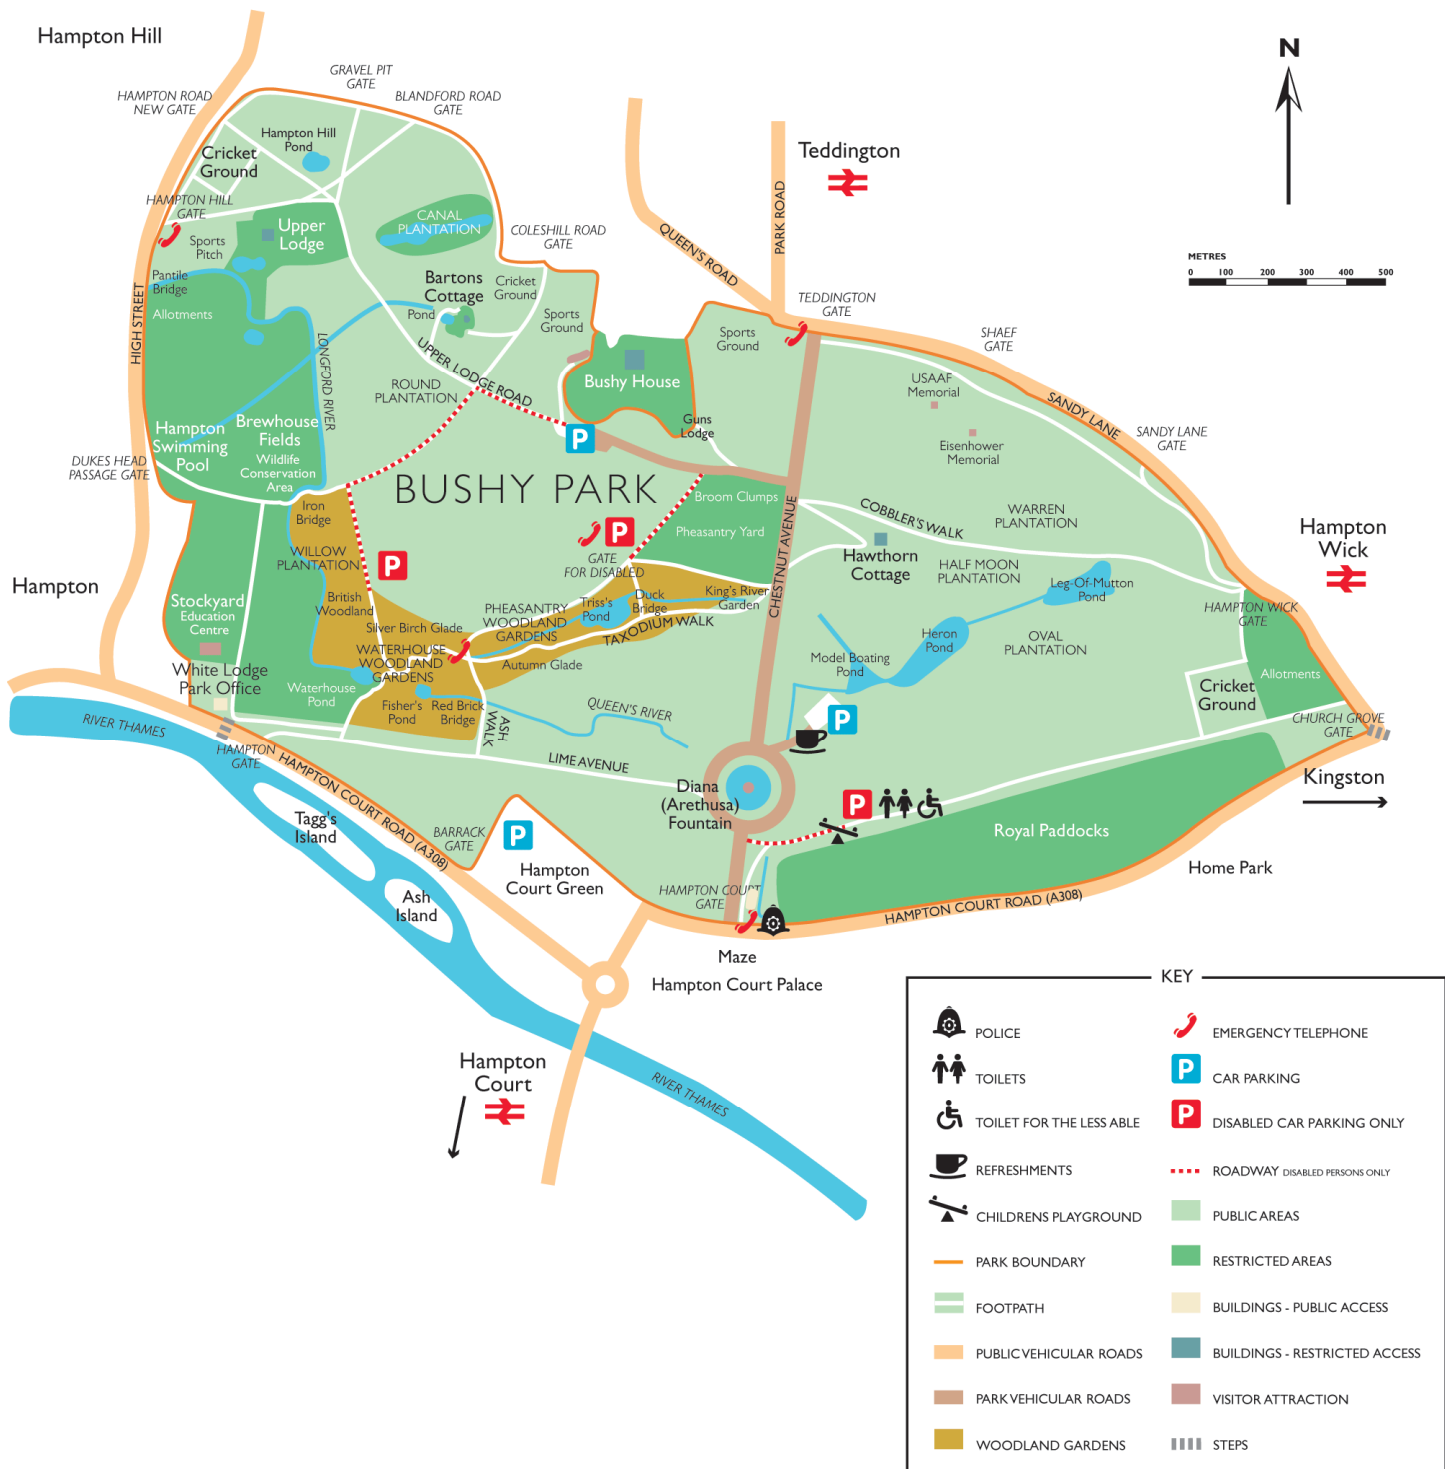 Hampton Hill
GRAVEL PIT
GATE
HAMPTON ROAD
NEW GATE
BLANDFORD ROAD
GATE
N
Hampton Hill
Pond
Cricket
Ground
Teddington
HAMPTON HILL
GATE
CANAL
PLANTATION
Upper
Lodge
COLESHILL ROAD
GATE
PARK ROAD
QUEEN'S ROAD
Sports
Pitch
METRES
0 100 200 300 400 500
Pantile
Bridge
Bartons
Cottage
Cricket
Ground
Pond
Allotments
HIGH STREET
LONGFORD RIVER
Sports
Ground
TEDDINGTON
GATE
Sports
Ground
SHAEF
GATE
UPPER LODGE ROAD
ROUND
PLANTATION
Bushy House
USAAF
Memorial
SANDY LANE
Guns
Lodge
Eisenhower
Memorial
SANDY LANE
GATE
Hampton
Swimming
Pool
Brewhouse
Fields
Wildlife
Conservation
Area
DUKES HEAD
PASSAGE GATE
P
BUSHY PARK
Broom Clumps
Pheasantry Yard
Iron
Bridge
CHESTNUT AVENUE
COBBLER'S WALK
WARREN
PLANTATION
Hampton
Wick
P
GATE
FOR DISABLED
WILLOW
PLANTATION
P
Hawthorn
Cottage
HALF MOON
PLANTATION
Leg-Of-Mutton
Pond
Hampton
Stockyard
Education
Centre
British
Woodland
Silver Birch Glade
PHEASANTRY
WOODLAND
GARDENS
Triss's
Pond
Duck
Bridge
King's River
Garden
TAXODIUM WALK
HAMPTON WICK
GATE
Heron
Pond
OVAL
PLANTATION
WATERHOUSE
WOODLAND
GARDENS
Autumn Glade
Model Boating
Pond
White Lodge
Park Office
Waterhouse
Pond
Fisher's
Pond
Red Brick
Bridge
ASH
WALK
QUEEN'S RIVER
P
Cricket
Ground
Allotments
CHURCH GROVE
GATE
RIVER THAMES
HAMPTON
GATE
LIME AVENUE
HAMPTON COURT ROAD (A308)
Diana
(Arethusa)
Fountain
P
Kingston
Tagg's
Island
BARRACK
GATE
P
Royal Paddocks
Hampton
Court Green
Home Park
Ash
Island
HAMPTON COURT
GATE
HAMPTON COURT ROAD (A308)
Maze
Hampton Court Palace
Hampton
Court
RIVER THAMES
KEY
POLICE
TOILETS
TOILET FOR THE LESS ABLE
REFRESHMENTS
CHILDRENS PLAYGROUND
PARK BOUNDARY
FOOTPATH
PUBLIC VEHICULAR ROADS
PARK VEHICULAR ROADS
WOODLAND GARDENS
EMERGENCY TELEPHONE
P CAR PARKING
P DISABLED CAR PARKING ONLY
ROADWAY DISABLED PERSONS ONLY
PUBLIC AREAS
RESTRICTED AREAS
BUILDINGS - PUBLIC ACCESS
BUILDINGS - RESTRICTED ACCESS
VISITOR ATTRACTION
STEPS